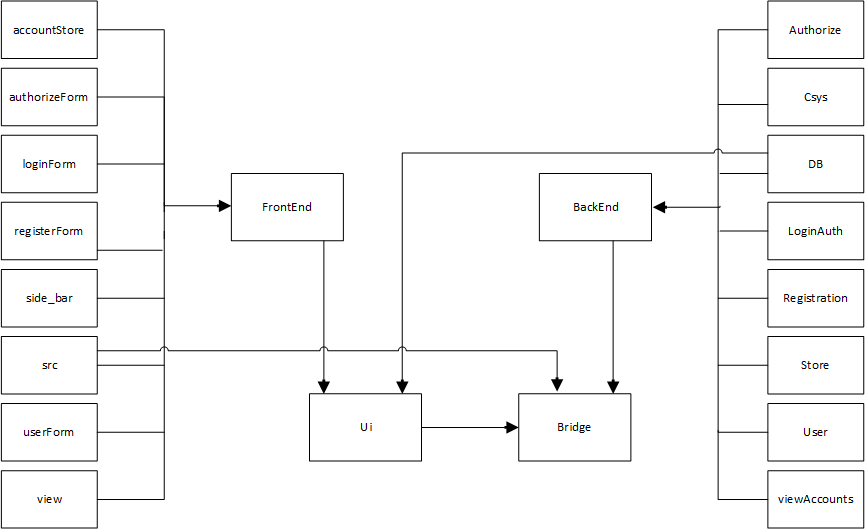 accountStore
Authorize
authorizeForm
Csys
loginForm
DB
FrontEnd
BackEnd
registerForm
LoginAuth
side_bar
Registration
src
Store
Ui
Bridge
userForm
User
view
viewAccounts